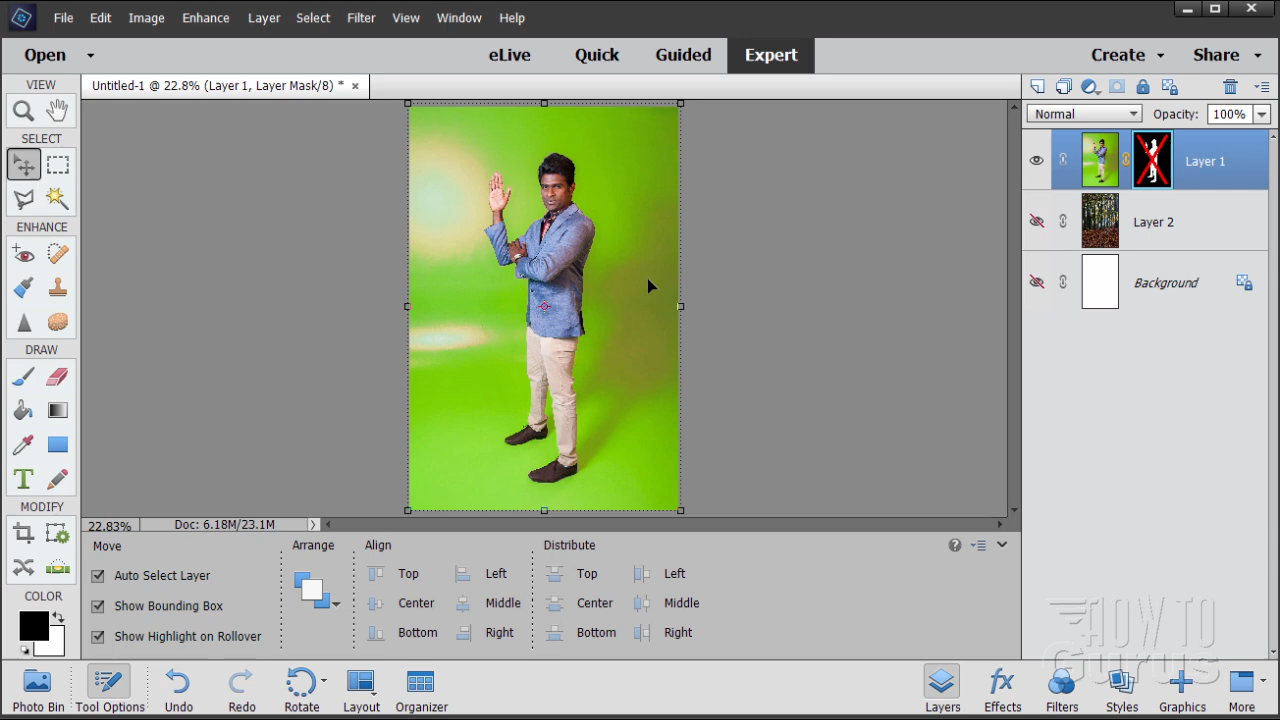 File Edit Image Enhance Layer Select Filter View Window Help
Open eLive Quick Guided Expert Create Share
VIEW
Untitled-1 @ 22.8% (Layer 1, Layer Mask/8) *
Normal Opacity: 100%
SELECT
Layer 1
Layer 2
ENHANCE
Background
DRAW
MODIFY
22.83% Doc: 6.18M/23.1M
Move Arrange Align Distribute
Auto Select Layer Top Left Top Left
COLOR
Show Bounding Box Center Middle Center Middle
Show Highlight on Rollover Bottom Right Bottom Right
HOW TO
Gurus
Photo Bin Tool Options Undo Redo Rotate Layout Organizer Layers Effects Filters Styles Graphics More